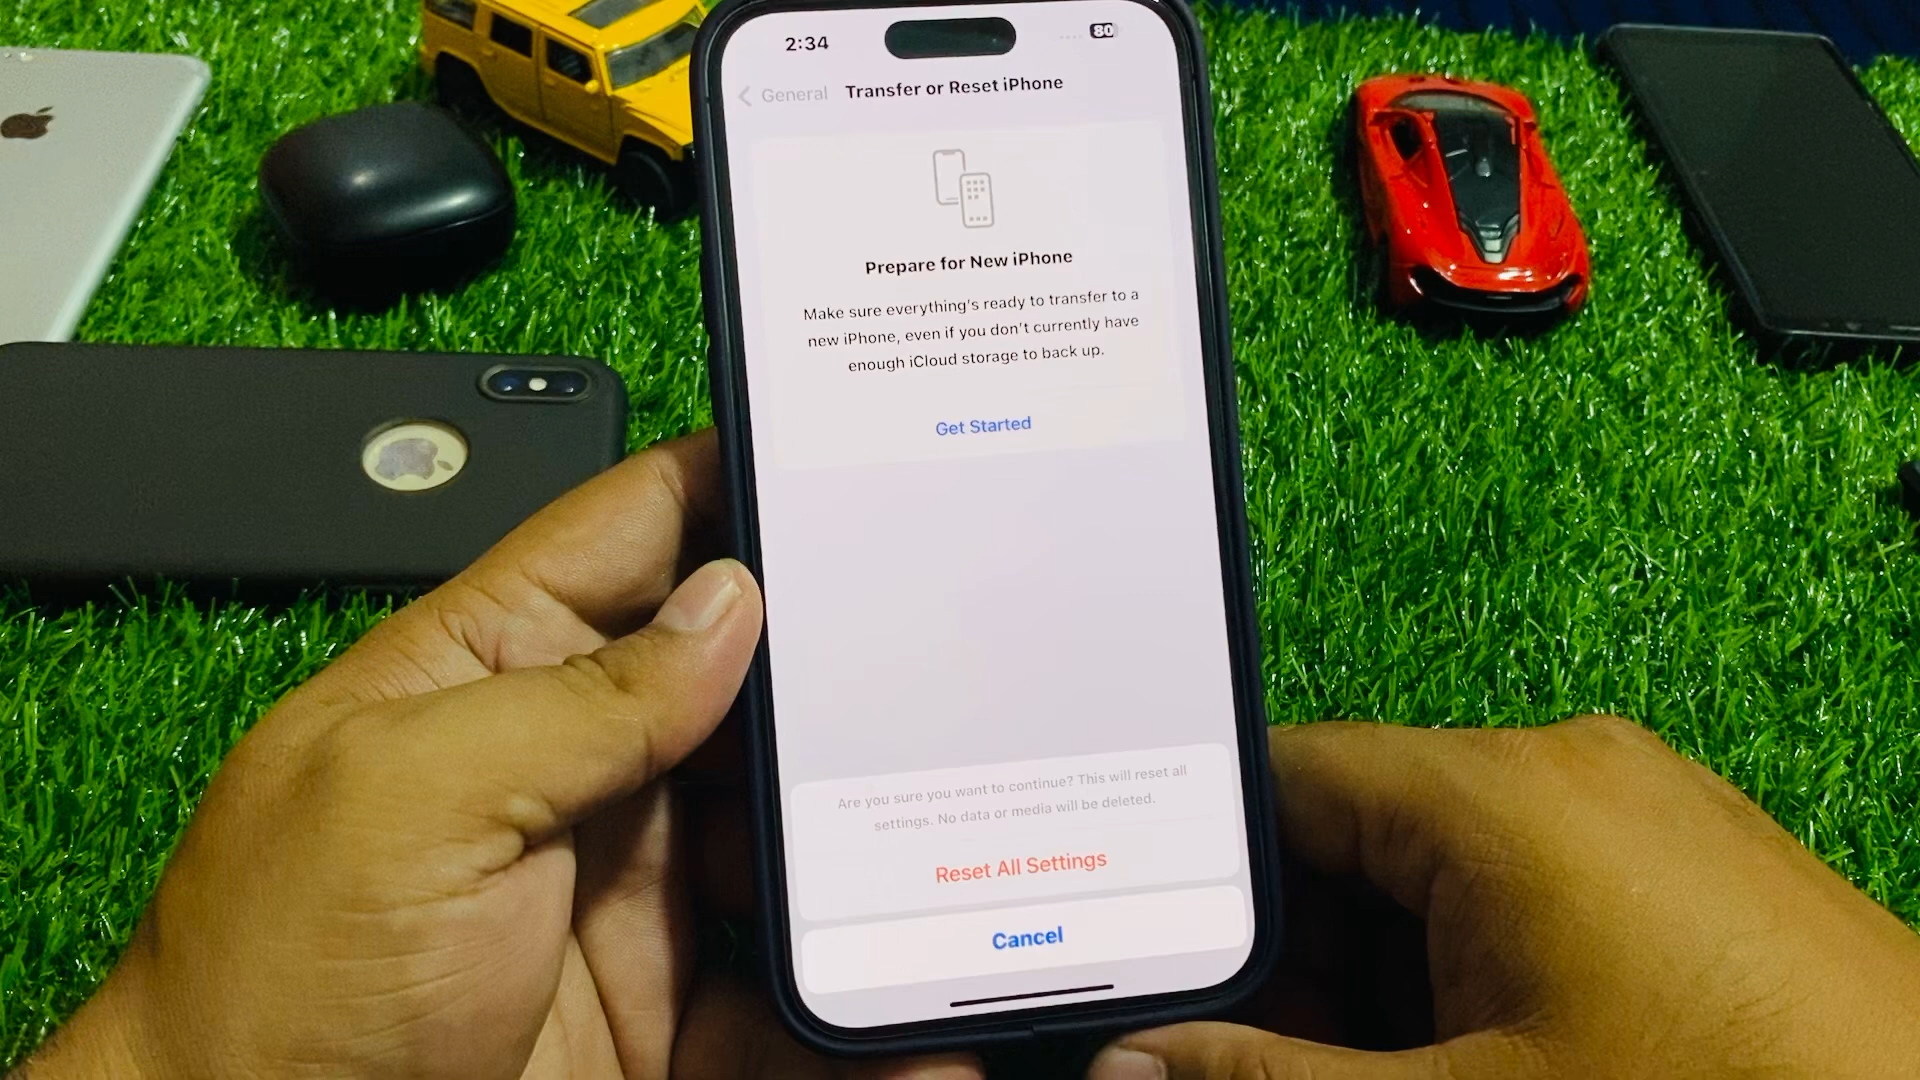 2:34
80
General
Transfer or Reset iPhone
Prepare for New iPhone
Make sure everything's ready to transfer to a
new iPhone, even if you don't currently have
enough iCloud storage to back up.
Get Started
Are you sure you want to continue? This will reset all
settings. No data or media will be deleted.
Reset All Settings
Cancel